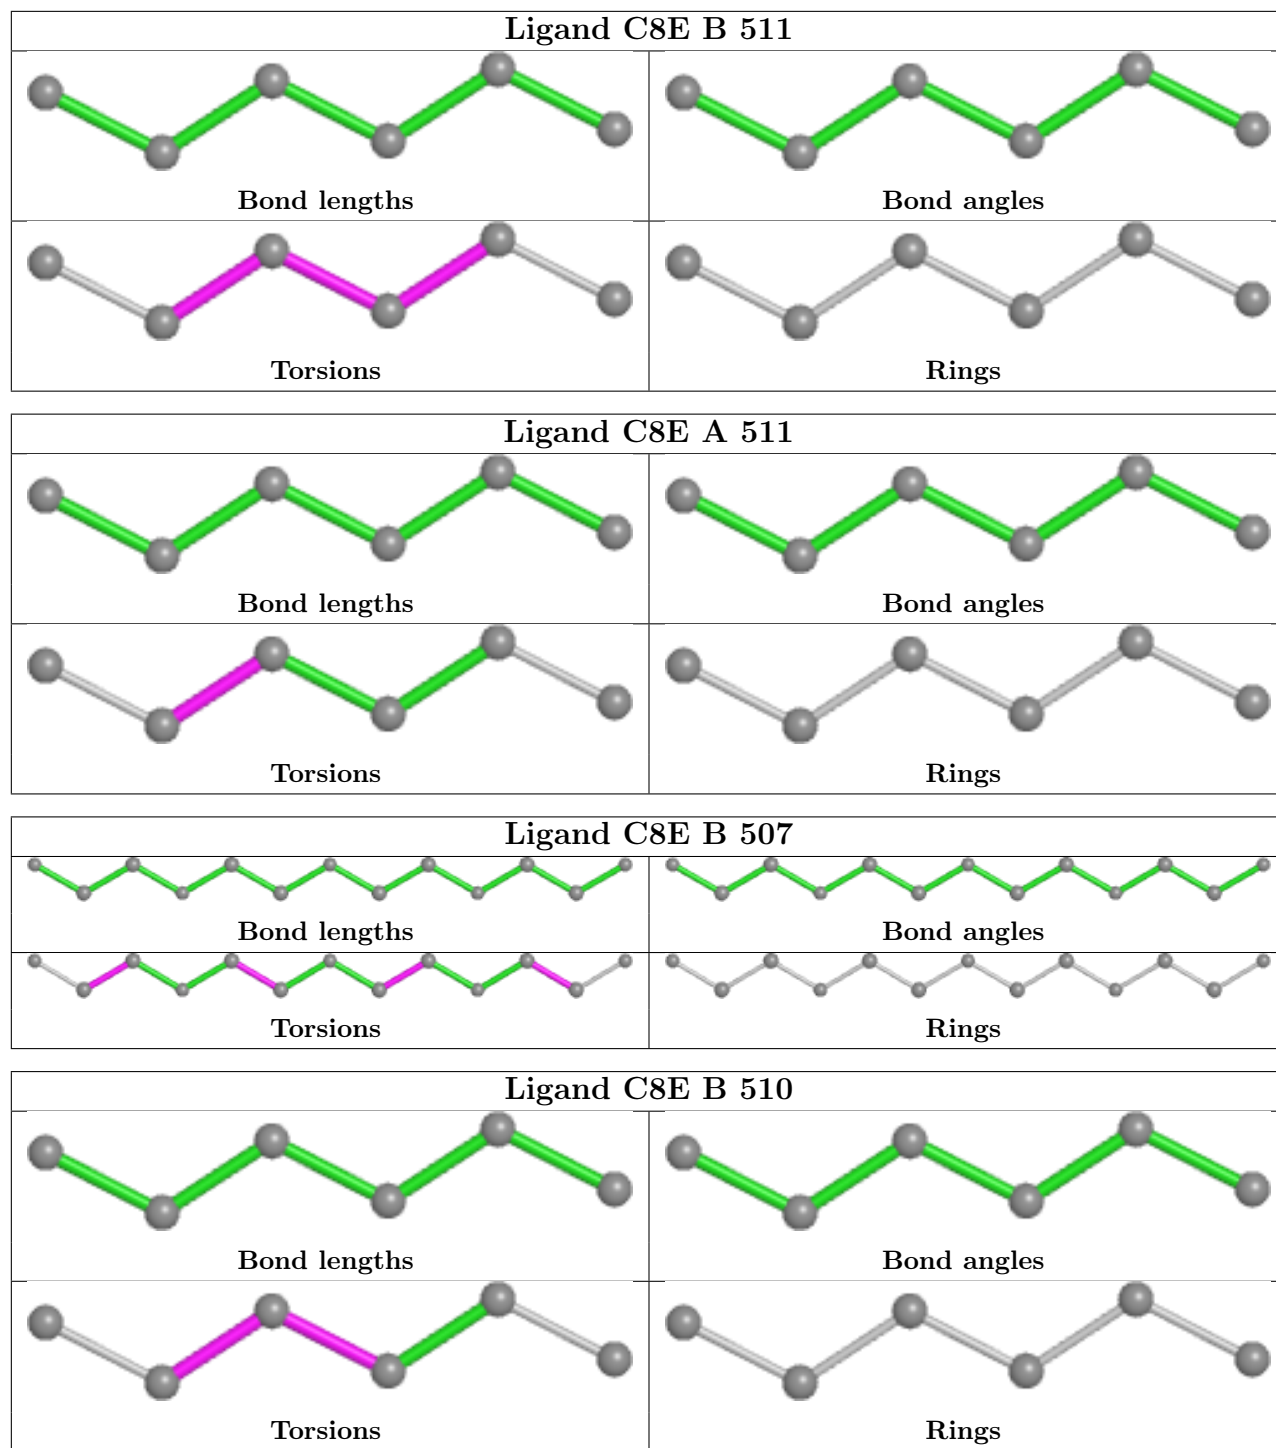 Ligand C8E B 511
Bond lengths
Bond angles
Torsions
Rings
Ligand C8E A 511
Bond lengths
Bond angles
Torsions
Rings
Ligand C8E B 507
Bond lengths
Bond angles
Torsions
Rings
Ligand C8E B 510
Bond lengths
Bond angles
Torsions
Rings